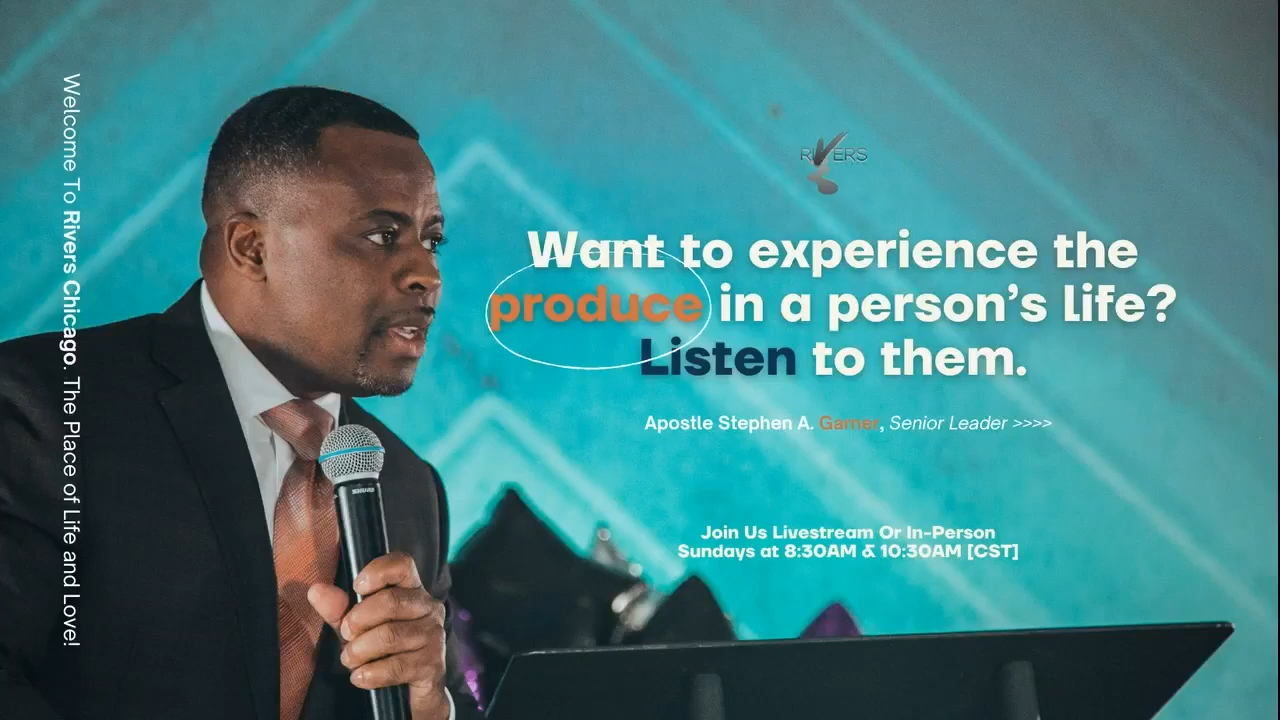 Welcome To Rivers Chicago. The Place of Life and Love!
RIVERS
Want to experience the
produce in a person's life?
Listen to them.
Apostle Stephen A. Garner, Senior Leader >>>>
Join Us Livestream Or In-Person
Sundays at 8:30AM & 10:30AM [CST]
SHURE